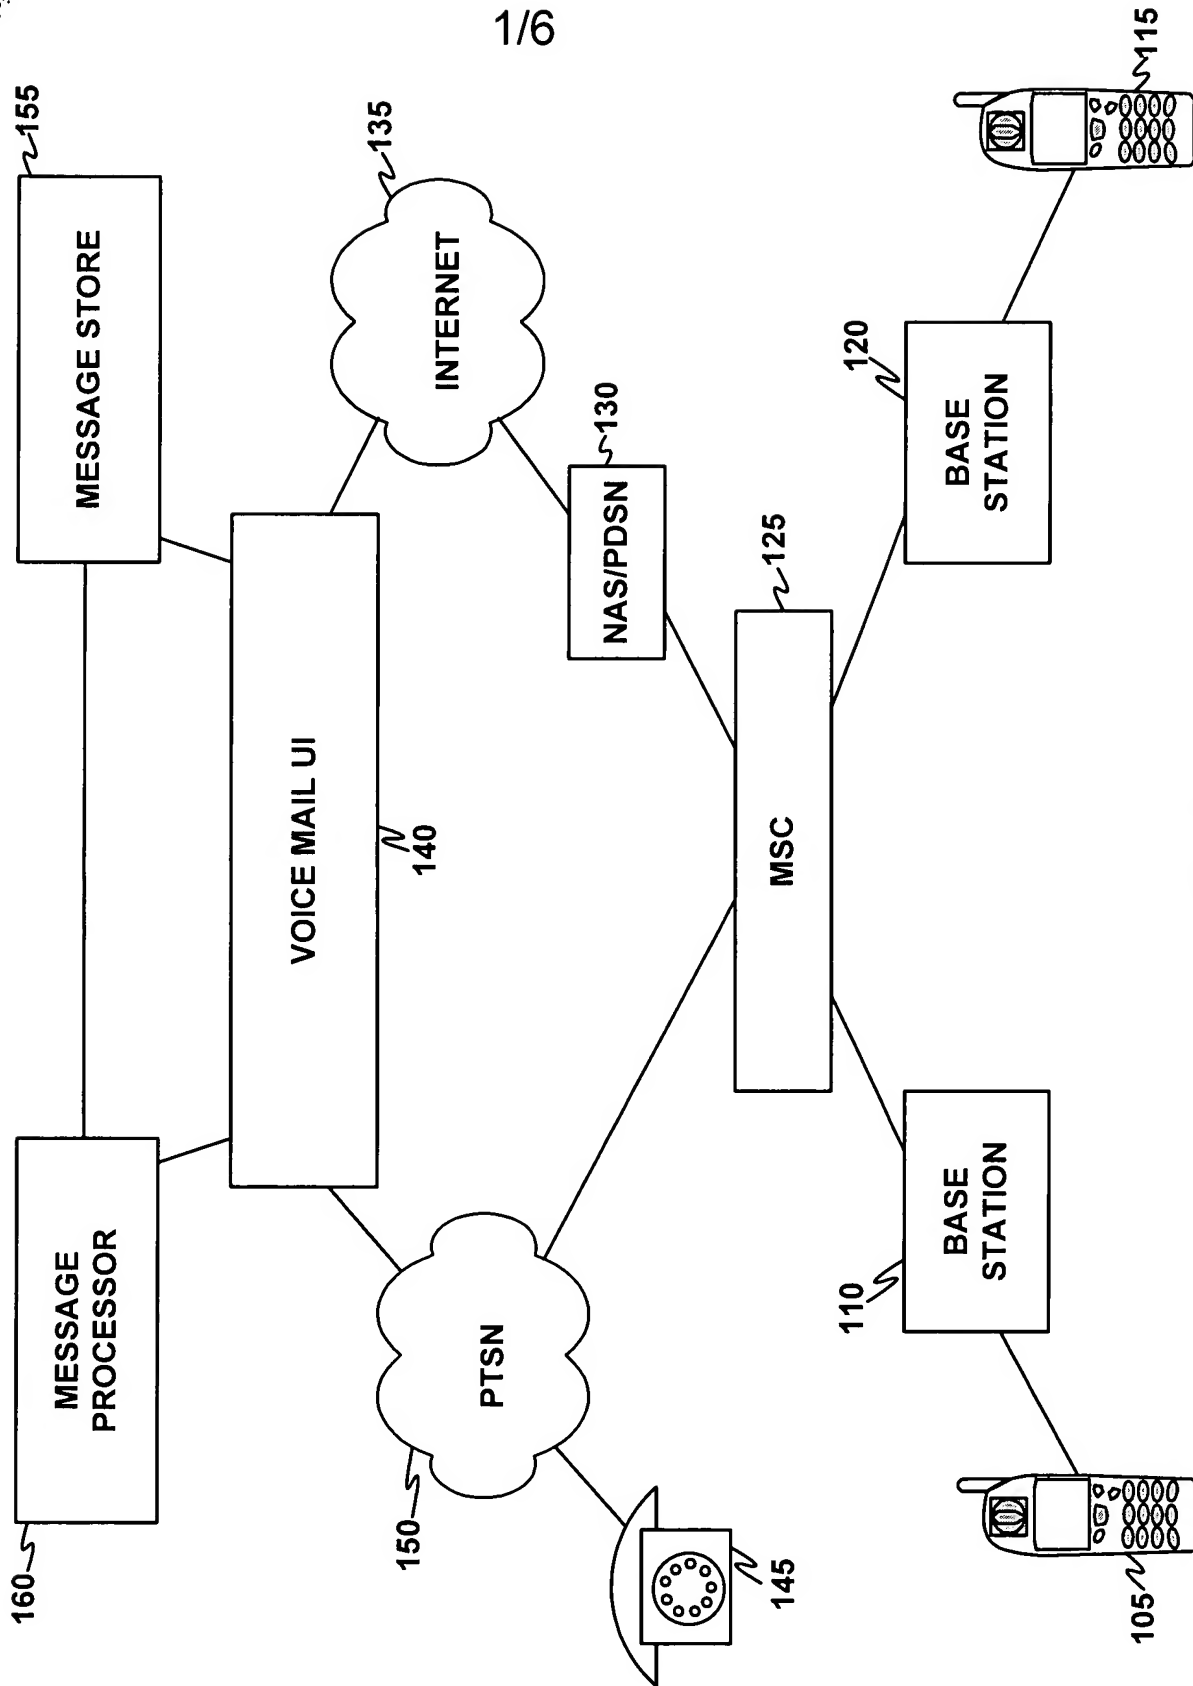 1/6
160
MESSAGE
PROCESSOR
MESSAGE STORE
155
VOICE MAIL UI
140
150
PTSN
INTERNET
135
NAS/PDSN
130
145
MSC
125
110
BASE
STATION
120
BASE
STATION
105
115